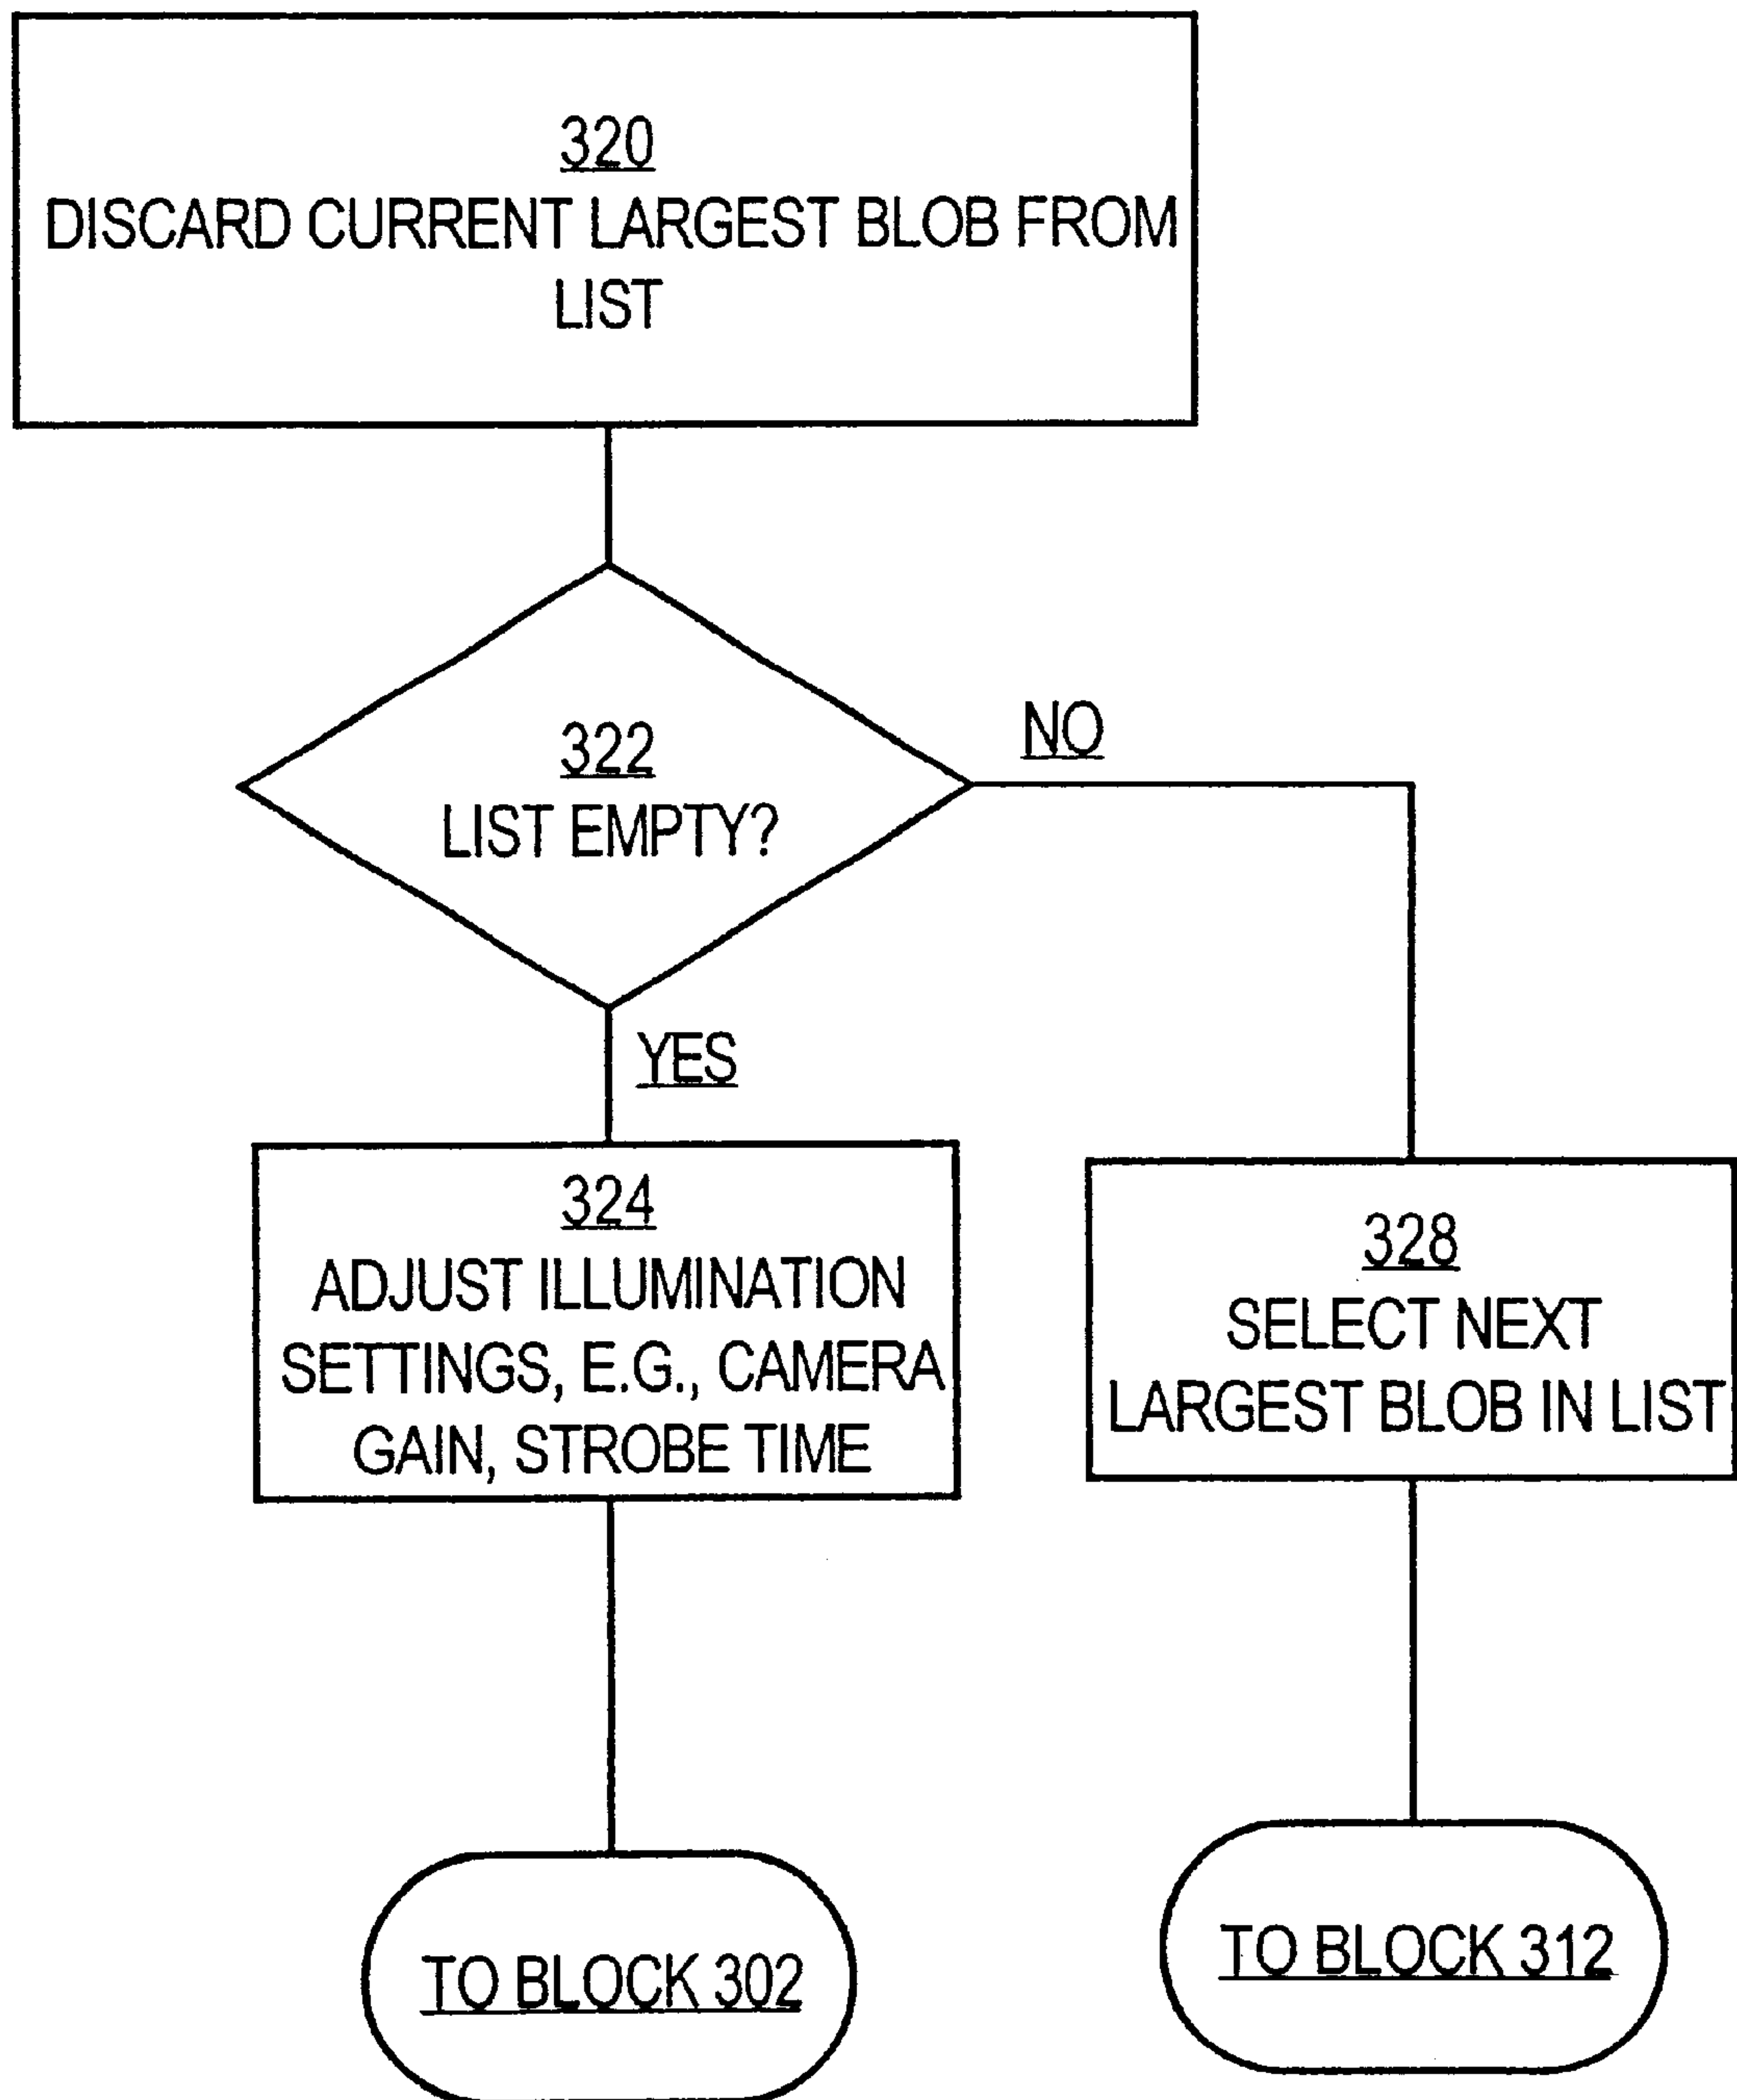 320
DISCARD CURRENT LARGEST BLOB FROM
LIST
322
LIST EMPTY?
NO
YES
324
ADJUST ILLUMINATION
SETTINGS, E.G., CAMERA
GAIN, STROBE TIME
328
SELECT NEXT
LARGEST BLOB IN LIST
TO BLOCK 302
TO BLOCK 312